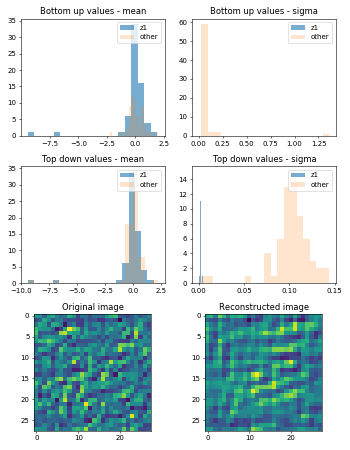 Bottom up values - mean
35
30
25
20
15
10
5
0
−7.5 −5.0 −2.5 0.0 2.5
z1
other
Bottom up values - sigma
60
50
40
30
20
10
0
0.00 0.25 0.50 0.75 1.00 1.25
z1
other
Top down values - mean
35
30
25
20
15
10
5
0
−10.0 −7.5 −5.0 −2.5 0.0 2.5
z1
other
Top down values - sigma
14
12
10
8
6
4
2
0
0.00 0.05 0.10 0.15
z1
other
Original image
0
5
10
15
20
25
0 10 20
Reconstructed image
0
5
10
15
20
25
0 10 20